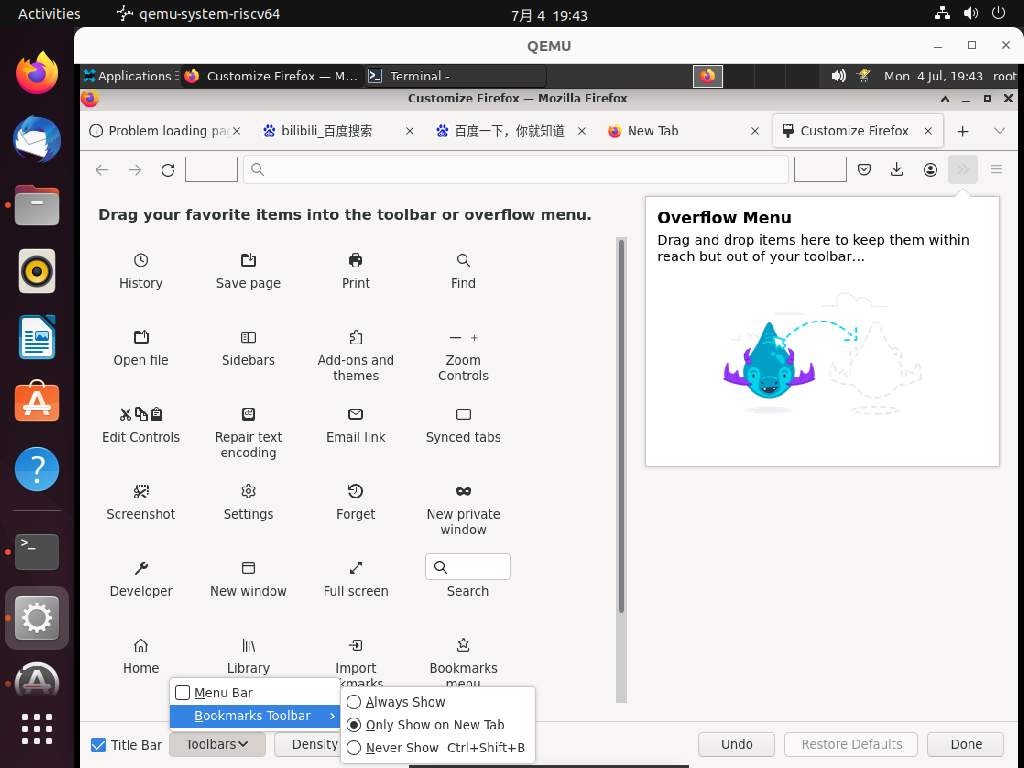 Activities
qemu-system-riscv64
7月 4 19:43
QEMU
Applications
Customize Firefox — M...
Terminal -
Mon 4 Jul, 19:43
root
Customize Firefox — Mozilla Firefox
Problem loading pag
bilibili_百度搜索
百度一下，你就知道
New Tab
Customize Firefox
Drag your favorite items into the toolbar or overflow menu.
Overflow Menu
Drag and drop items here to keep them within
reach but out of your toolbar...
History
Save page
Print
Find
Open file
Sidebars
Add-ons and
themes
Zoom
Controls
Edit Controls
Repair text
encoding
Email link
Synced tabs
Screenshot
Settings
Forget
New private
window
Developer
New window
Full screen
Search
Home
Library
Import
Bookmarks
menu
Menu Bar
Bookmarks Toolbar
Always Show
Only Show on New Tab
Never Show Ctrl+Shift+B
Title Bar
Toolbars
Density
Undo
Restore Defaults
Done